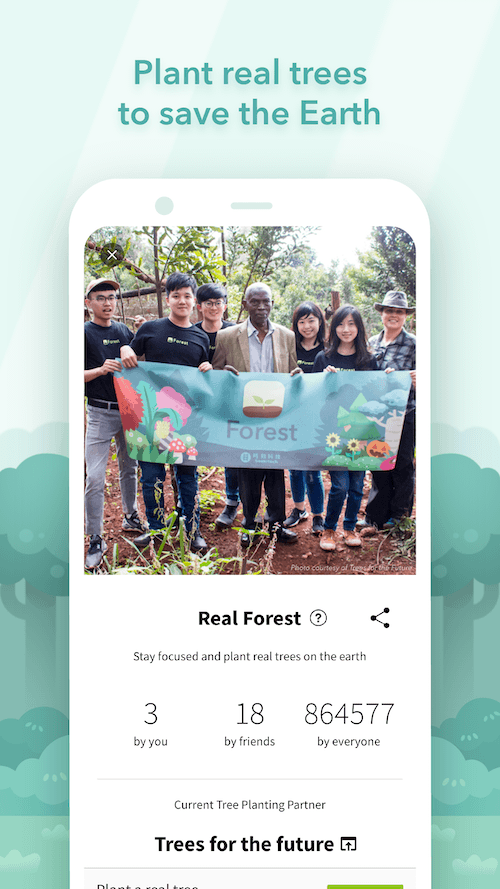 Plant real trees
to save the Earth
Forest
Forest
Forest
Photo courtesy of Trees for the Future
Real Forest ?
Stay focused and plant real trees on the earth
3 18 864577
by you by friends by everyone
Current Tree Planting Partner
Trees for the future
Plant a real tree